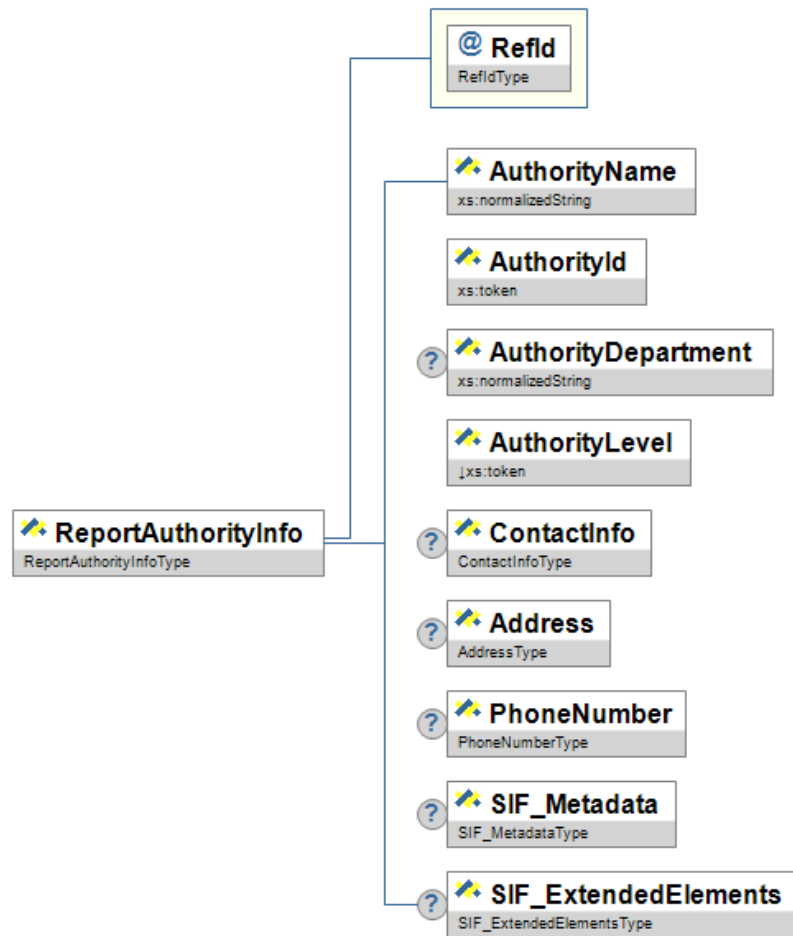 @ RefId
RefIdType
AuthorityName
xs:normalizedString
AuthorityId
xs:token
? AuthorityDepartment
xs:normalizedString
AuthorityLevel
↓xs:token
ReportAuthorityInfo
ReportAuthorityInfoType
? ContactInfo
ContactInfoType
? Address
AddressType
? PhoneNumber
PhoneNumberType
? SIF_Metadata
SIF_MetadataType
? SIF_ExtendedElements
SIF_ExtendedElementsType